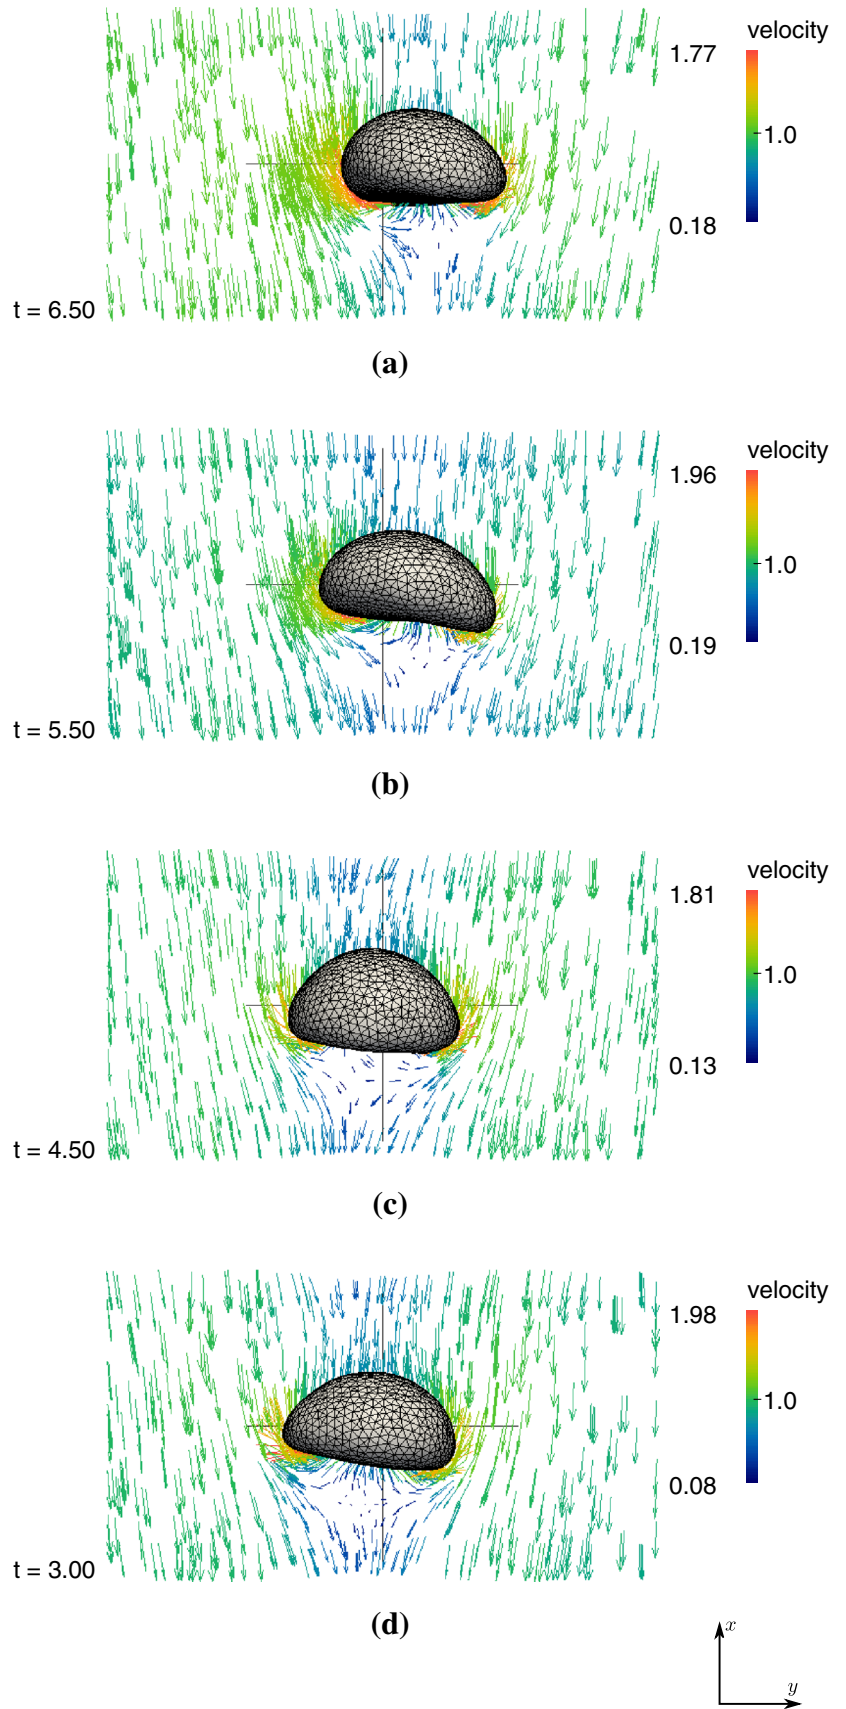 velocity
1.77
1.0
0.18
t = 6.50
(a)
velocity
1.96
1.0
0.19
t = 5.50
(b)
velocity
1.81
1.0
0.13
t = 4.50
(c)
velocity
1.98
1.0
0.08
t = 3.00
(d)
x
y